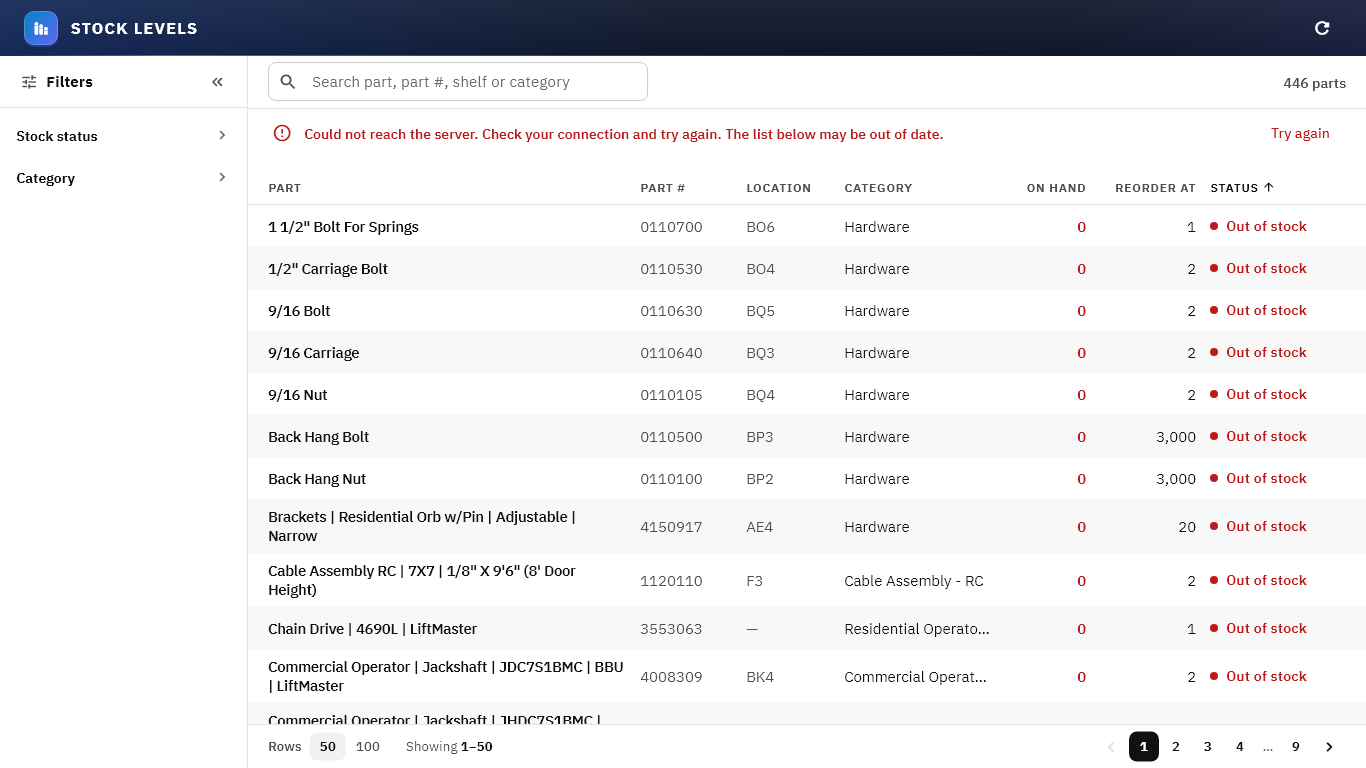 STOCK LEVELS
Filters
446 parts
Search part, part #, shelf or category
Stock status
Category
Could not reach the server. Check your connection and try again. The list below may be out of date.
Try again
PART PART # LOCATION CATEGORY ON HAND REORDER AT STATUS
1 1/2" Bolt For Springs 0110700 BO6 Hardware 0 1 Out of stock
1/2" Carriage Bolt 0110530 BO4 Hardware 0 2 Out of stock
9/16 Bolt 0110630 BQ5 Hardware 0 2 Out of stock
9/16 Carriage 0110640 BQ3 Hardware 0 2 Out of stock
9/16 Nut 0110105 BQ4 Hardware 0 2 Out of stock
Back Hang Bolt 0110500 BP3 Hardware 0 3,000 Out of stock
Back Hang Nut 0110100 BP2 Hardware 0 3,000 Out of stock
Brackets | Residential Orb w/Pin | Adjustable |
Narrow 4150917 AE4 Hardware 0 20 Out of stock
Cable Assembly RC | 7X7 | 1/8" X 9'6" (8' Door
Height) 1120110 F3 Cable Assembly - RC 0 2 Out of stock
Chain Drive | 4690L | LiftMaster 3553063 — Residential Operato... 0 1 Out of stock
Commercial Operator | Jackshaft | JDC7S1BMC | BBU
| LiftMaster 4008309 BK4 Commercial Operat... 0 2 Out of stock
Commercial Operator | Jackshaft | JHDC7S1BMC |
Rows 50 100 Showing 1–50
1 2 3 4 ... 9